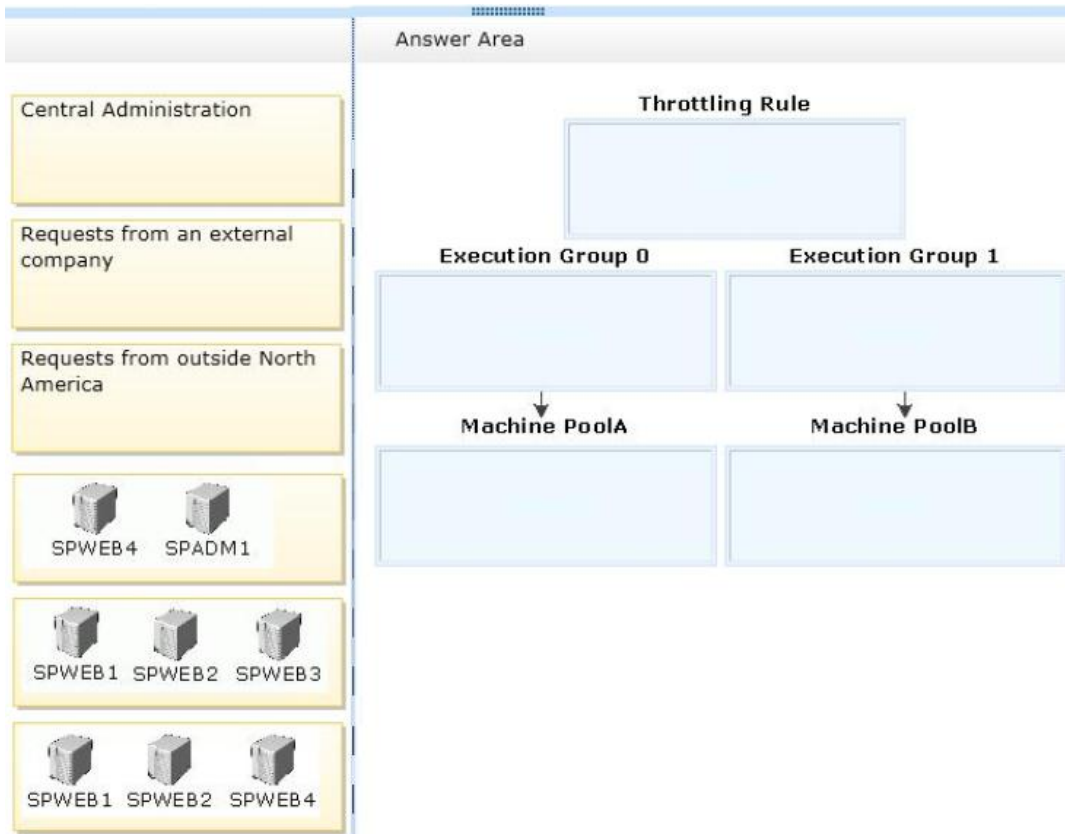 Answer Area
Central Administration
Requests from an external
company
Requests from outside North
America
SPWEB4 SPADM1
SPWEB1 SPWEB2 SPWEB3
SPWEB1 SPWEB2 SPWEB4
Throttling Rule
Execution Group 0
Execution Group 1
Machine PoolA
Machine PoolB